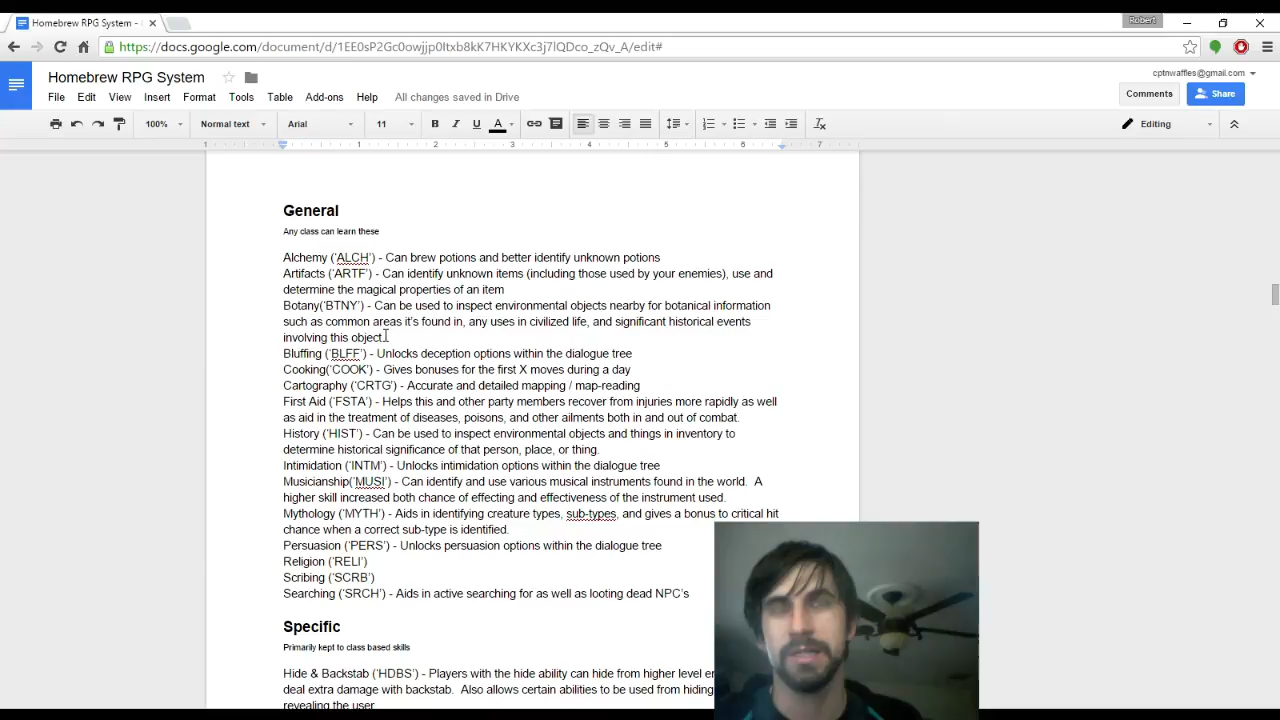 Homebrew RPG System -
Robert
https://docs.google.com/document/d/1EE0sP2Gc0owjjp0Itxb8kK7HKYKXc3j7lQDco_zQv_A/edit#
Homebrew RPG System
cptnwaffles@gmail.com
File Edit View Insert Format Tools Table Add-ons Help All changes saved in Drive
Comments Share
100% Normal text Arial 11 B I U A Editing
1 1 2 3 4 5 6 7
General
Any class can learn these
Alchemy ('ALCH') - Can brew potions and better identify unknown potions
Artifacts ('ARTF') - Can identify unknown items (including those used by your enemies), use and
determine the magical properties of an item
Botany('BTNY') - Can be used to inspect environmental objects nearby for botanical information
such as common areas it's found in, any uses in civilized life, and significant historical events
involving this object.
Bluffing ('BLFF') - Unlocks deception options within the dialogue tree
Cooking('COOK') - Gives bonuses for the first X moves during a day
Cartography ('CRTG') - Accurate and detailed mapping / map-reading
First Aid ('FSTA') - Helps this and other party members recover from injuries more rapidly as well
as aid in the treatment of diseases, poisons, and other ailments both in and out of combat.
History ('HIST') - Can be used to inspect environmental objects and things in inventory to
determine historical significance of that person, place, or thing.
Intimidation ('INTM') - Unlocks intimidation options within the dialogue tree
Musicianship('MUSI') - Can identify and use various musical instruments found in the world. A
higher skill increased both chance of effecting and effectiveness of the instrument used.
Mythology ('MYTH') - Aids in identifying creature types, sub-types, and gives a bonus to critical hit
chance when a correct sub-type is identified.
Persuasion ('PERS') - Unlocks persuasion options within the dialogue tree
Religion ('RELI')
Scribing ('SCRB')
Searching ('SRCH') - Aids in active searching for as well as looting dead NPC's
Specific
Primarily kept to class based skills
Hide & Backstab ('HDBS') - Players with the hide ability can hide from higher level
deal extra damage with backstab. Also allows certain abilities to be used from hiding
revealing the user.